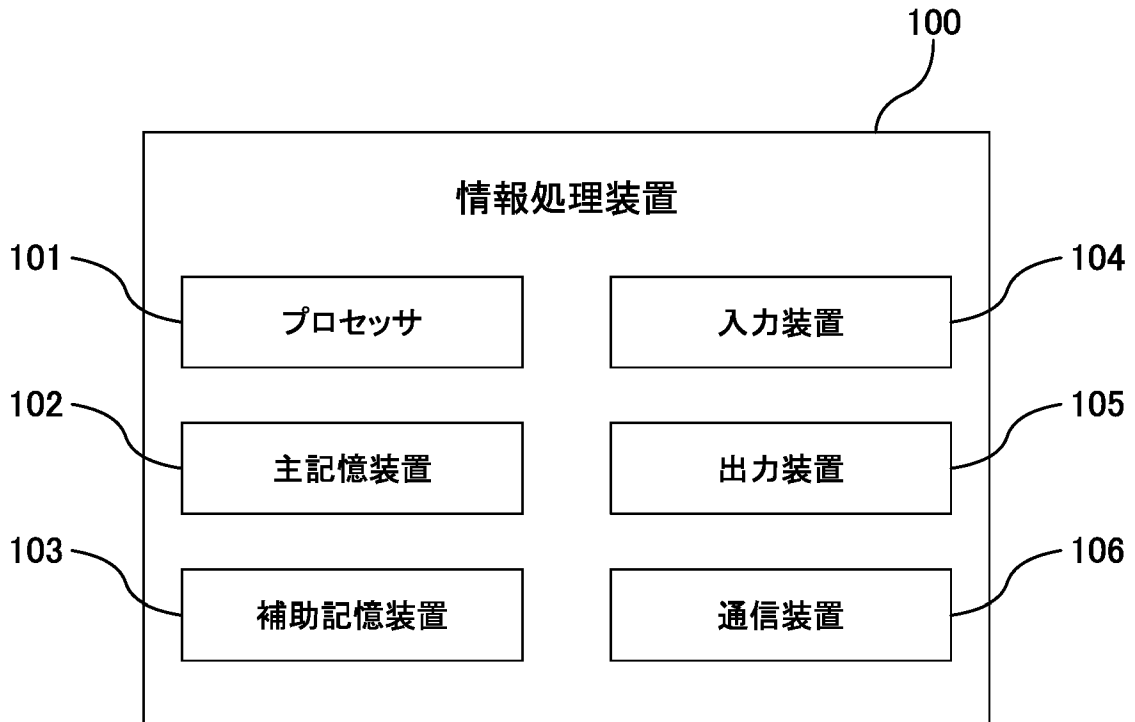 100
情報処理装置
101
プロセッサ
入力装置
104
102
主記憶装置
出力装置
105
103
補助記憶装置
通信装置
106